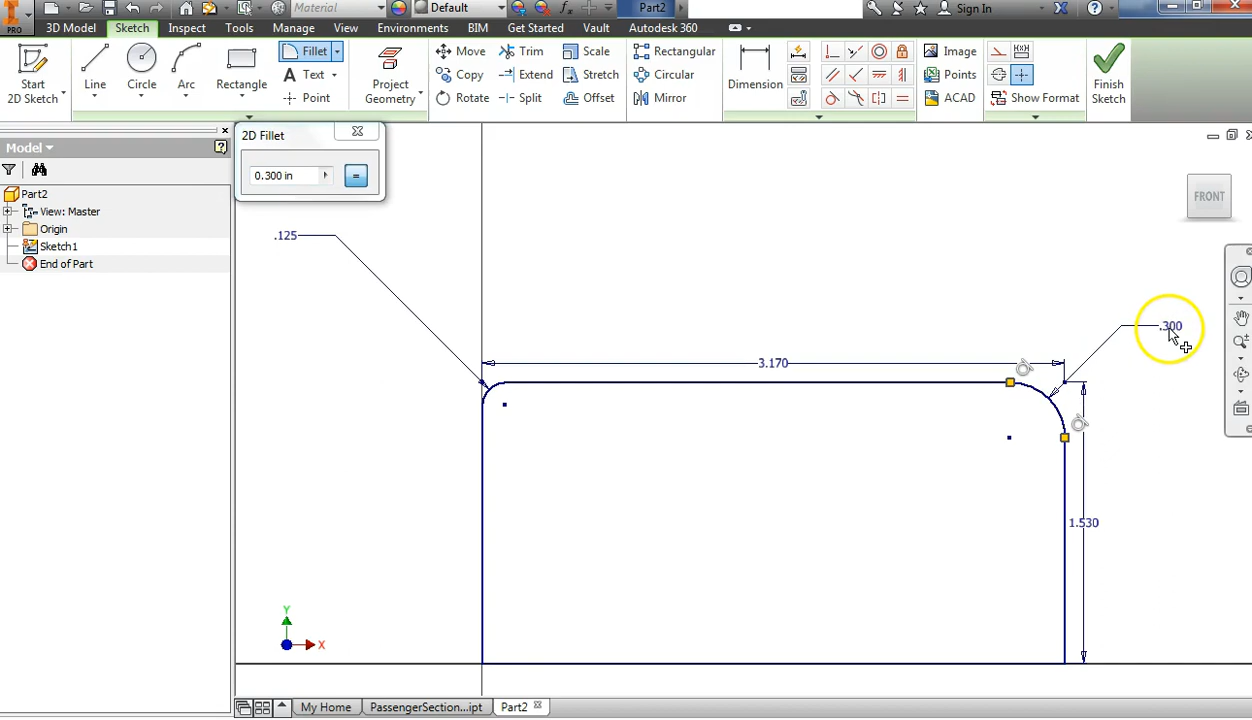 Material
Default
Part2
Sign In
PRO
3D Model
Sketch
Inspect
Tools
Manage
View
Environments
BIM
Get Started
Vault
Autodesk 360
Start
2D Sketch
Line
Circle
Arc
Rectangle
Fillet
Text
Point
Project
Geometry
Move
Copy
Rotate
Trim
Extend
Split
Scale
Stretch
Offset
Rectangular
Circular
Mirror
Dimension
Image
Points
ACAD
Show Format
Finish
Sketch
Model
Part2
View: Master
Origin
Sketch1
End of Part
2D Fillet
0.300 in
=
FRONT
.125
.300
3.170
1.530
Y
X
My Home
PassengerSection...ipt
Part2